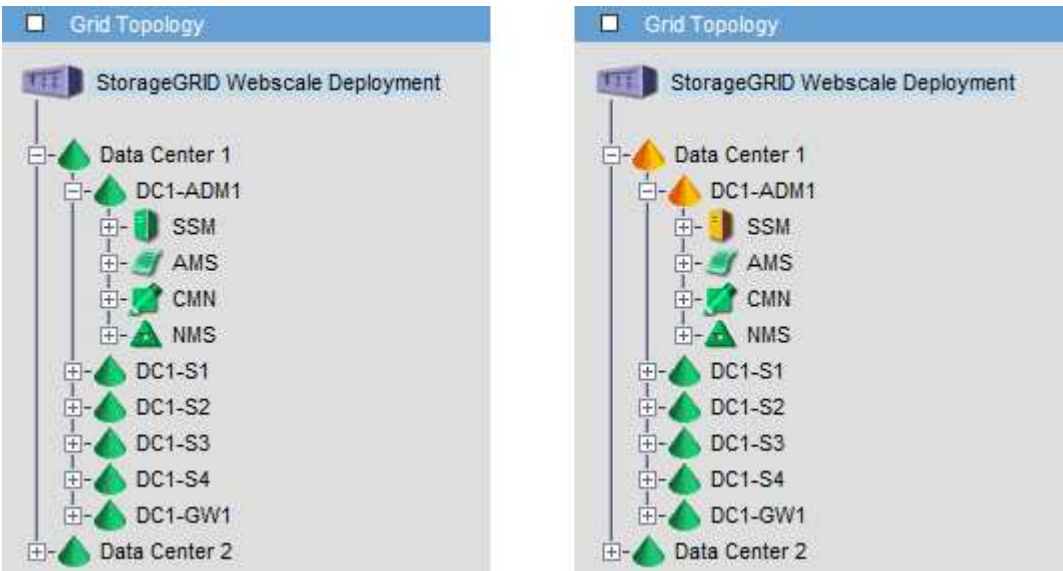 Grid Topology
StorageGRID Webscale Deployment
Data Center 1
DC1-ADM1
SSM
AMS
CMN
NMS
DC1-S1
DC1-S2
DC1-S3
DC1-S4
DC1-GW1
Data Center 2
Grid Topology
StorageGRID Webscale Deployment
Data Center 1
DC1-ADM1
SSM
AMS
CMN
NMS
DC1-S1
DC1-S2
DC1-S3
DC1-S4
DC1-GW1
Data Center 2